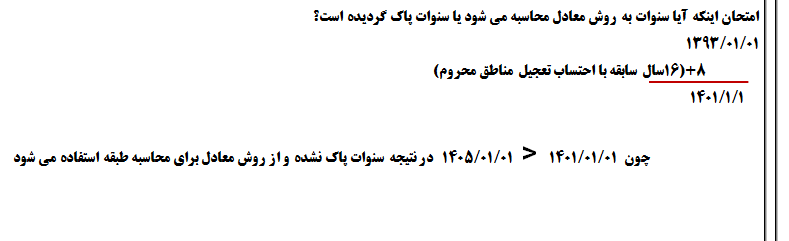 امتحان اینکه آیا سنوات به روش معادل محاسبه می شود یا سنوات پاک گردیده است؟
۱۳۹۳/۰۱/۰۱
۸+(۱۶سال سابقه با احتساب تعجیل مناطق محروم)
۱۴۰۱/۱/۱
چون ۱۴۰۱/۰۱/۰۱ > ۱۴۰۵/۰۱/۰۱ در نتیجه سنوات پاک نشده و از روش معادل برای محاسبه طبقه استفاده می شود